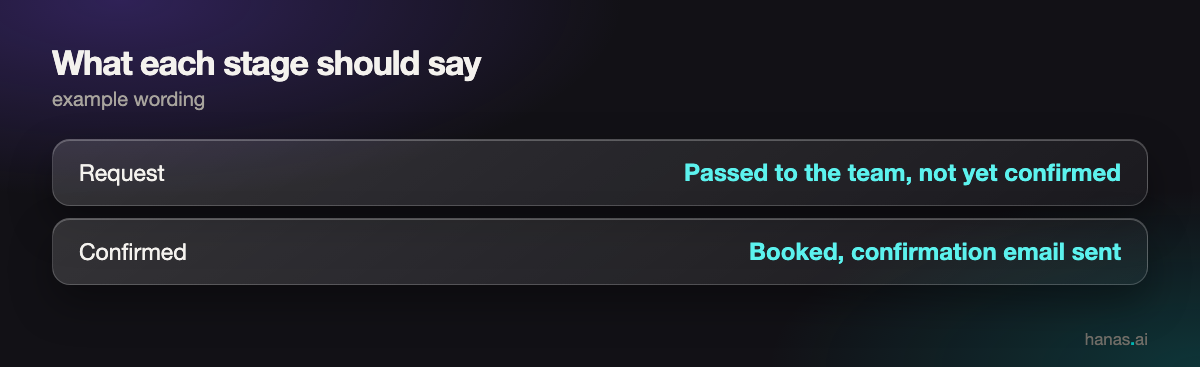 What each stage should say
example wording
Request
Passed to the team, not yet confirmed
Confirmed
Booked, confirmation email sent
hanas.ai